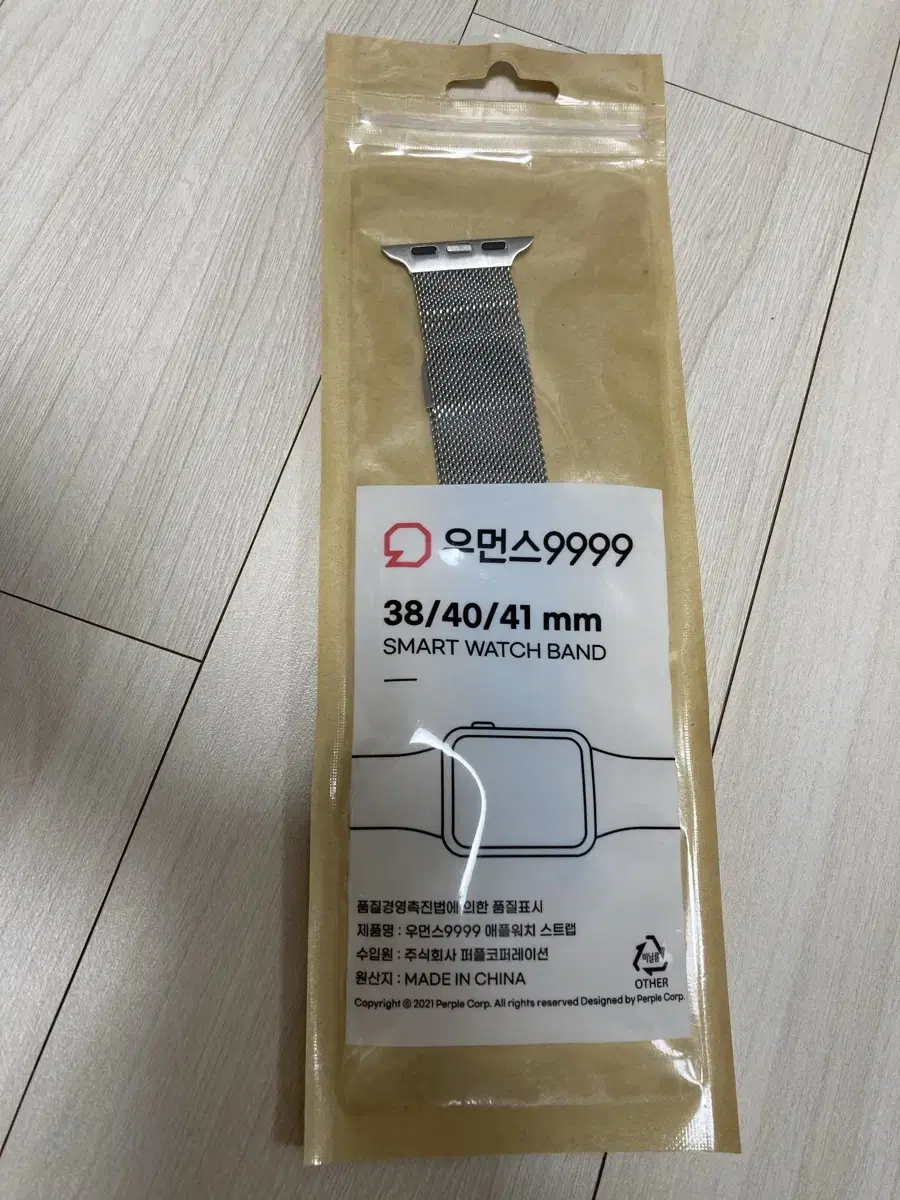 우먼스9999
38/40/41 mm
SMART WATCH BAND
품질경영촉진법에 의한 품질표시
제품명 : 우먼스9999 애플워치 스트랩
수입원 : 주식회사 퍼플코퍼레이션
원산지 : MADE IN CHINA
비닐류
OTHER
Copyright © 2021 Perple Corp. All rights reserved Designed by Perple Corp.